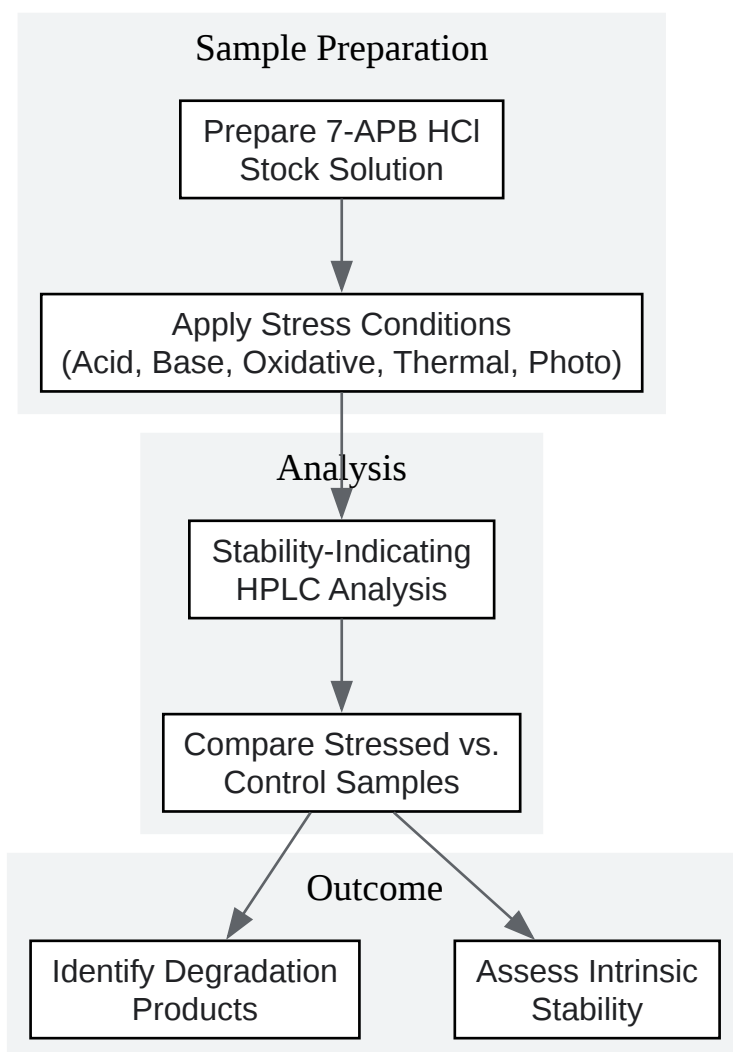 Sample Preparation
Prepare 7-APB HCl
Stock Solution
Apply Stress Conditions
(Acid, Base, Oxidative, Thermal, Photo)
Analysis
Stability-Indicating
HPLC Analysis
Compare Stressed vs.
Control Samples
Outcome
Identify Degradation
Products
Assess Intrinsic
Stability